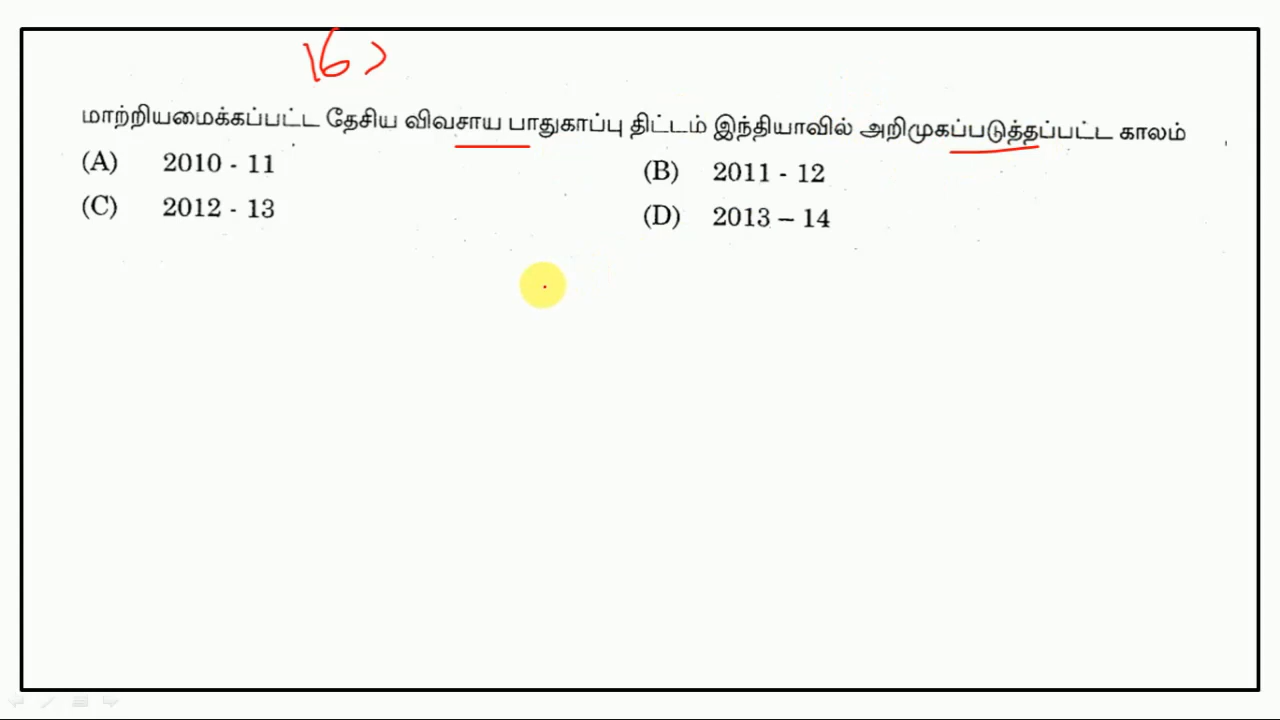 16>
மாற்றியமைக்கப்பட்ட தேசிய விவசாய பாதுகாப்பு திட்டம் இந்தியாவில் அறிமுகப்படுத்தப்பட்ட காலம்
(A) 2010 - 11 (B) 2011 - 12
(C) 2012 - 13 (D) 2013 – 14